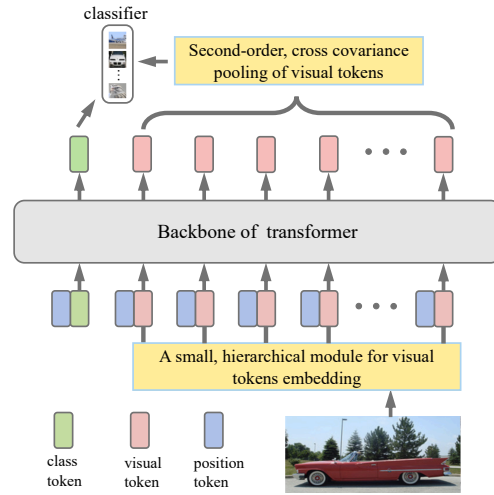 classifier
Second-order, cross covariance
pooling of visual tokens
Backbone of transformer
A small, hierarchical module for visual
tokens embedding
class
token
visual
token
position
token